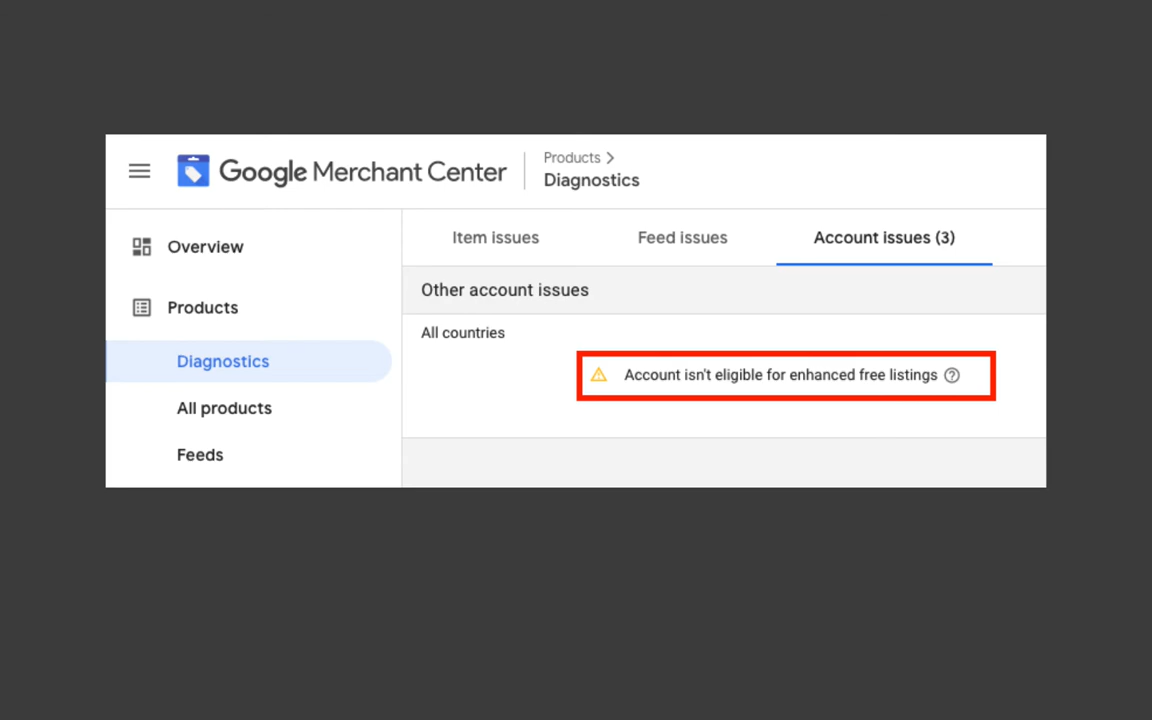 Google Merchant Center
Products >
Diagnostics
Overview
Products
Diagnostics
All products
Feeds
Item issues
Feed issues
Account issues (3)
Other account issues
All countries
Account isn't eligible for enhanced free listings